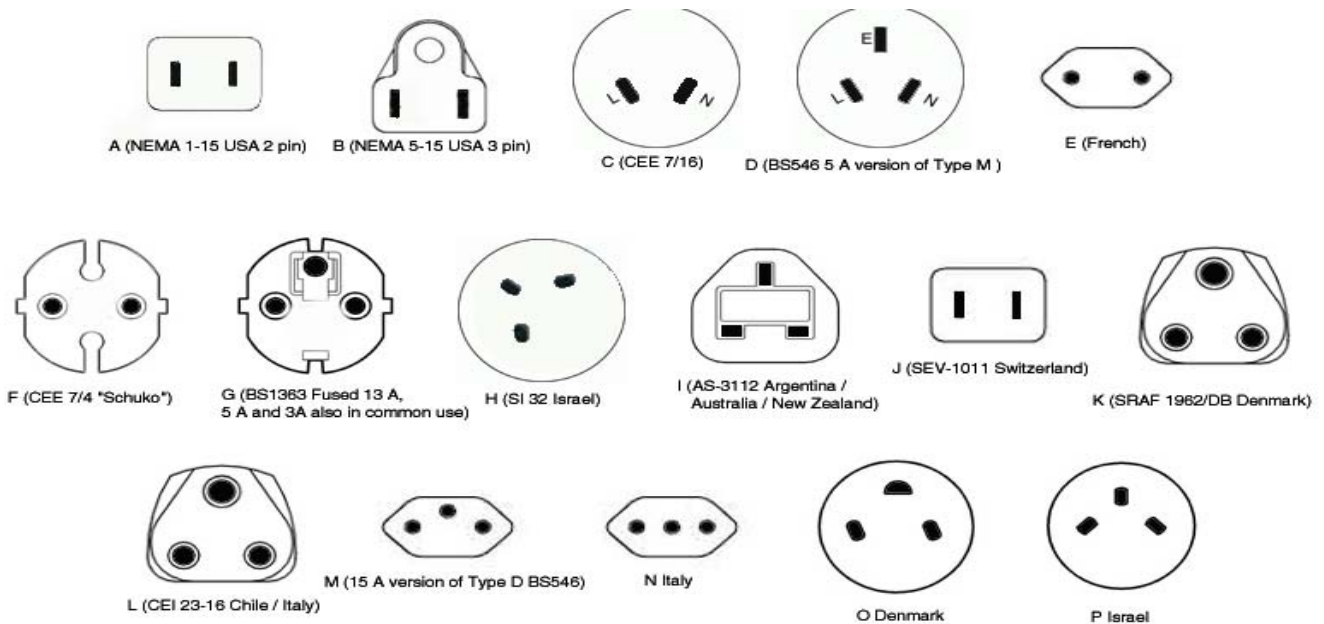 L N
E
L N
A (NEMA 1-15 USA 2 pin)
B (NEMA 5-15 USA 3 pin)
C (CEE 7/16)
D (BS546 5 A version of Type M )
E (French)
F (CEE 7/4 "Schuko")
G (BS1363 Fused 13 A,
5 A and 3A also in common use)
H (SI 32 Israel)
I (AS-3112 Argentina /
Australia / New Zealand)
J (SEV-1011 Switzerland)
K (SRAF 1962/DB Denmark)
L (CEI 23-16 Chile / Italy)
M (15 A version of Type D BS546)
N Italy
O Denmark
P Israel